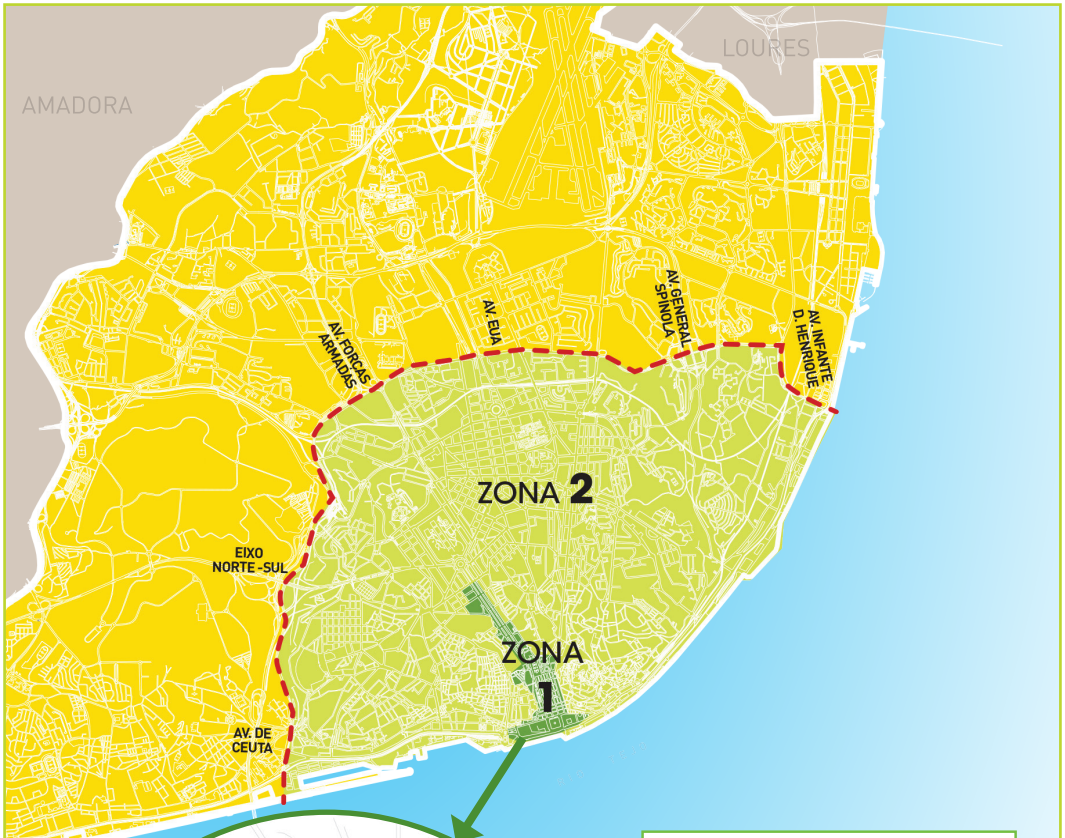 LOURES
AMADORA
AV. GENERAL
SPÍNOLA
AV. EUA
AV. INFANTE
D. HENRIQUE
AV. FORÇAS
ARMADAS
ZONA 2
EIXO
NORTE-SUL
ZONA
1
AV. DE
CEUTA